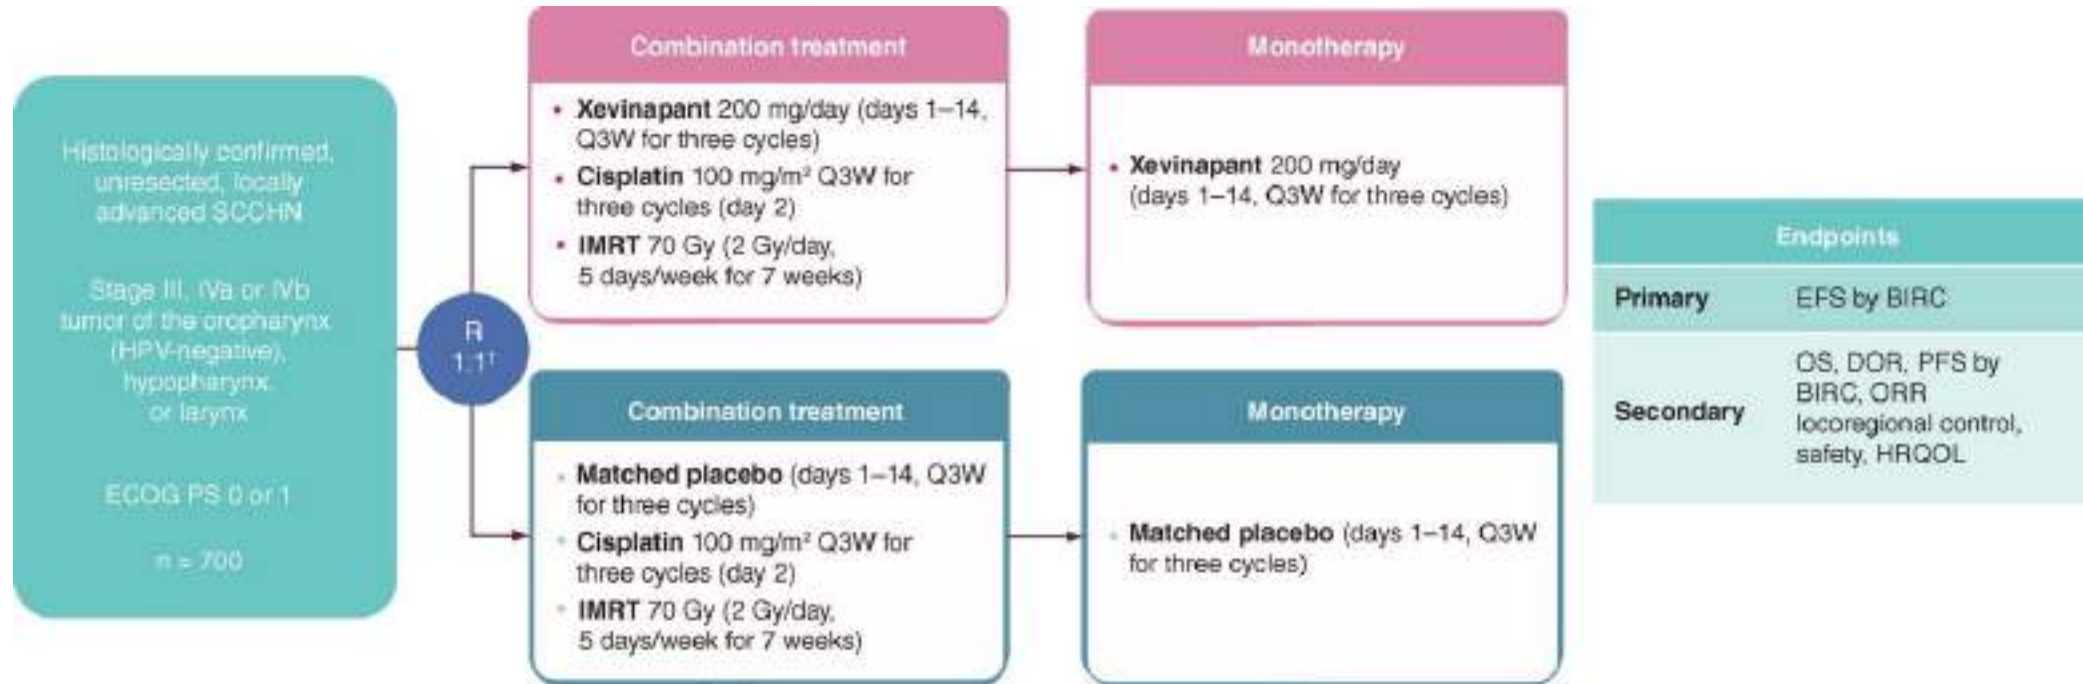 Histologically confirmed,
unresected, locally
advanced SCCHN
Stage III, IVa or IVb
tumor of the oropharynx
(HPV-negative),
hypopharynx,
or larynx
ECOG PS 0 or 1
n = 700
R
1:1†
Combination treatment
• Xevinapant 200 mg/day (days 1–14,
Q3W for three cycles)
• Cisplatin 100 mg/m² Q3W for
three cycles (day 2)
• IMRT 70 Gy (2 Gy/day,
5 days/week for 7 weeks)
Monotherapy
• Xevinapant 200 mg/day
(days 1–14, Q3W for three cycles)
Combination treatment
• Matched placebo (days 1–14, Q3W
for three cycles)
• Cisplatin 100 mg/m² Q3W for
three cycles (day 2)
• IMRT 70 Gy (2 Gy/day,
5 days/week for 7 weeks)
Monotherapy
• Matched placebo (days 1–14, Q3W
for three cycles)
Endpoints
Primary EFS by BIRC
Secondary
OS, DOR, PFS by
BIRC, ORR
locoregional control,
safety, HRQOL